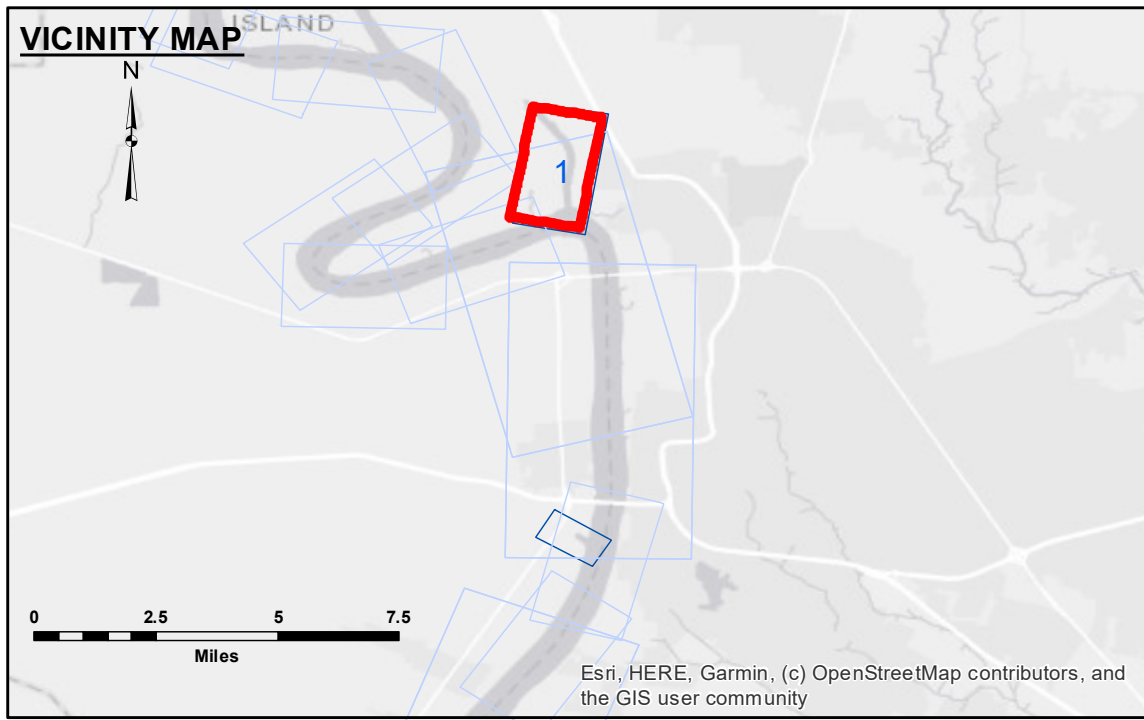 ISLAND
VICINITY MAP
N
1
0 2.5 5 7.5
Miles
Esri, HERE, Garmin, (c) OpenStreetMap contributors, and
the GIS user community